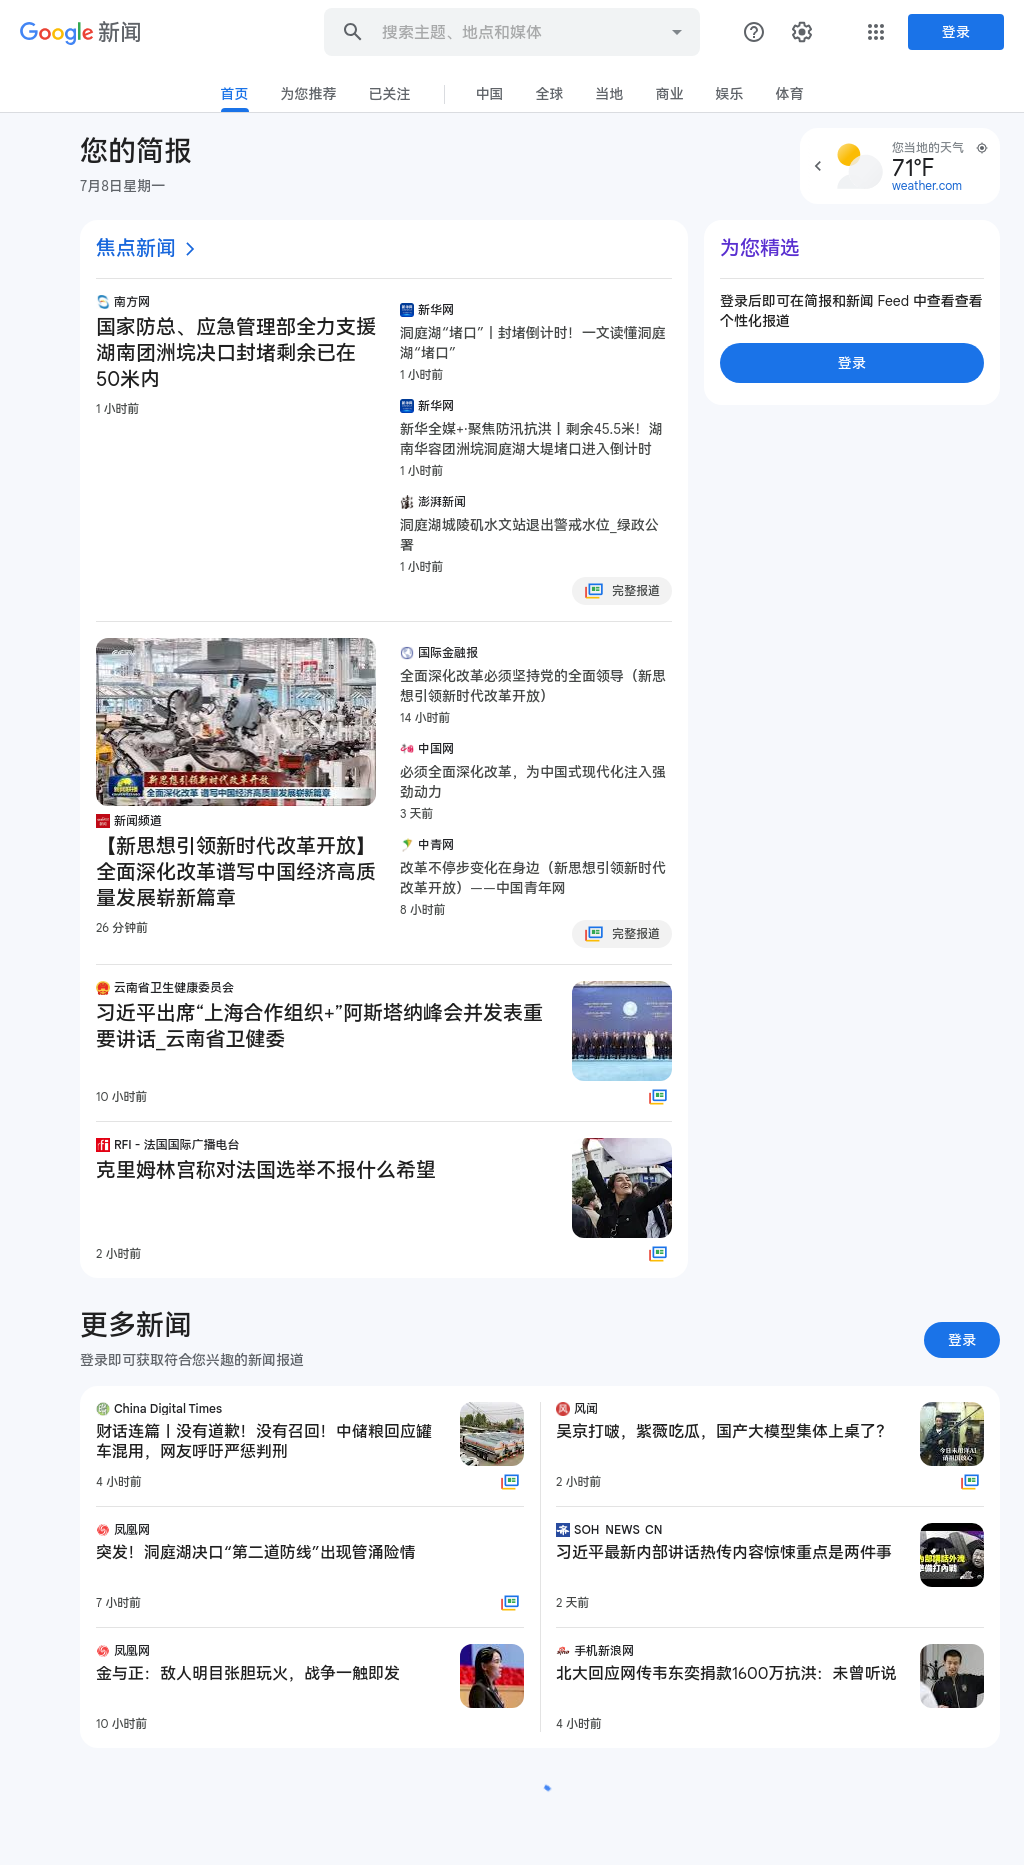 Google 新闻
搜索主题、地点和媒体
登录
首页
为您推荐
已关注
中国
全球
当地
商业
娱乐
体育
您的简报
7月8日星期一
您当地的天气
71°F
weather.com
焦点新闻
南方网
国家防总、应急管理部全力支援
湖南团洲垸决口封堵剩余已在
50米内
1 小时前
新华网
洞庭湖“堵口”丨封堵倒计时！一文读懂洞庭
湖“堵口”
1 小时前
新华网
新华全媒+·聚焦防汛抗洪丨剩余45.5米！湖
南华容团洲垸洞庭湖大堤堵口进入倒计时
1 小时前
澎湃新闻
洞庭湖城陵矶水文站退出警戒水位_绿政公
署
1 小时前
完整报道
为您精选
登录后即可在简报和新闻 Feed 中查看查看
个性化报道
登录
CCTV
新思想引领新时代改革开放
全面深化改革 谱写中国经济高质量发展崭新篇章
新闻频道
【新思想引领新时代改革开放】
全面深化改革谱写中国经济高质
量发展崭新篇章
26 分钟前
国际金融报
全面深化改革必须坚持党的全面领导（新思
想引领新时代改革开放）
14 小时前
中国网
必须全面深化改革，为中国式现代化注入强
劲动力
3 天前
中青网
改革不停步变化在身边（新思想引领新时代
改革开放）——中国青年网
8 小时前
完整报道
云南省卫生健康委员会
习近平出席“上海合作组织+”阿斯塔纳峰会并发表重
要讲话_云南省卫健委
10 小时前
RFI - 法国国际广播电台
克里姆林宫称对法国选举不报什么希望
2 小时前
更多新闻
登录即可获取符合您兴趣的新闻报道
登录
China Digital Times
财话连篇丨没有道歉！没有召回！中储粮回应罐
车混用，网友呼吁严惩判刑
4 小时前
凤凰网
突发！洞庭湖决口“第二道防线”出现管涌险情
7 小时前
凤凰网
金与正：敌人明目张胆玩火，战争一触即发
10 小时前
风闻
吴京打啵，紫薇吃瓜，国产大模型集体上桌了？
今日未用洋AI
请祖国放心
2 小时前
SOH_NEWS_CN
习近平最新内部讲话热传内容惊悚重点是两件事
內部講話外洩
準備打內戰
2 天前
手机新浪网
北大回应网传韦东奕捐款1600万抗洪：未曾听说
4 小时前